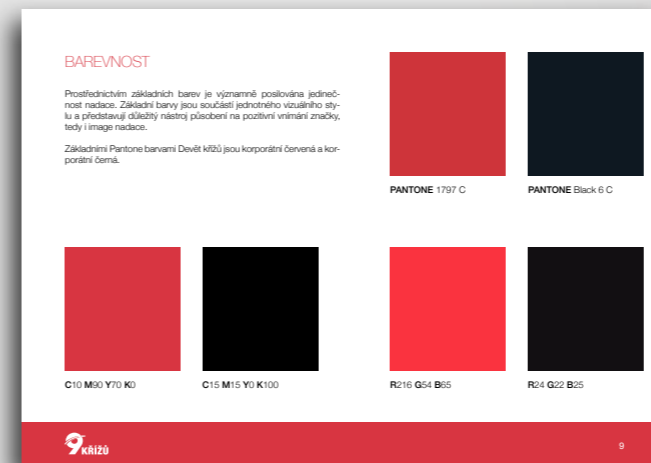 BAREVNOST
Prostřednictvím základních barev je významně posilována jedineč-
nost nadace. Základní barvy jsou součástí jednotného vizuálního sty-
lu a představují důležitý nástroj působení na pozitivní vnímání značky,
tedy i image nadace.
Základními Pantone barvami Devět křížů jsou korporátní červená a kor-
porátní černá.
PANTONE 1797 C
PANTONE Black 6 C
C10 M90 Y70 K0
C15 M15 Y0 K100
R216 G54 B65
R24 G22 B25
9 KŘÍŽŮ
9